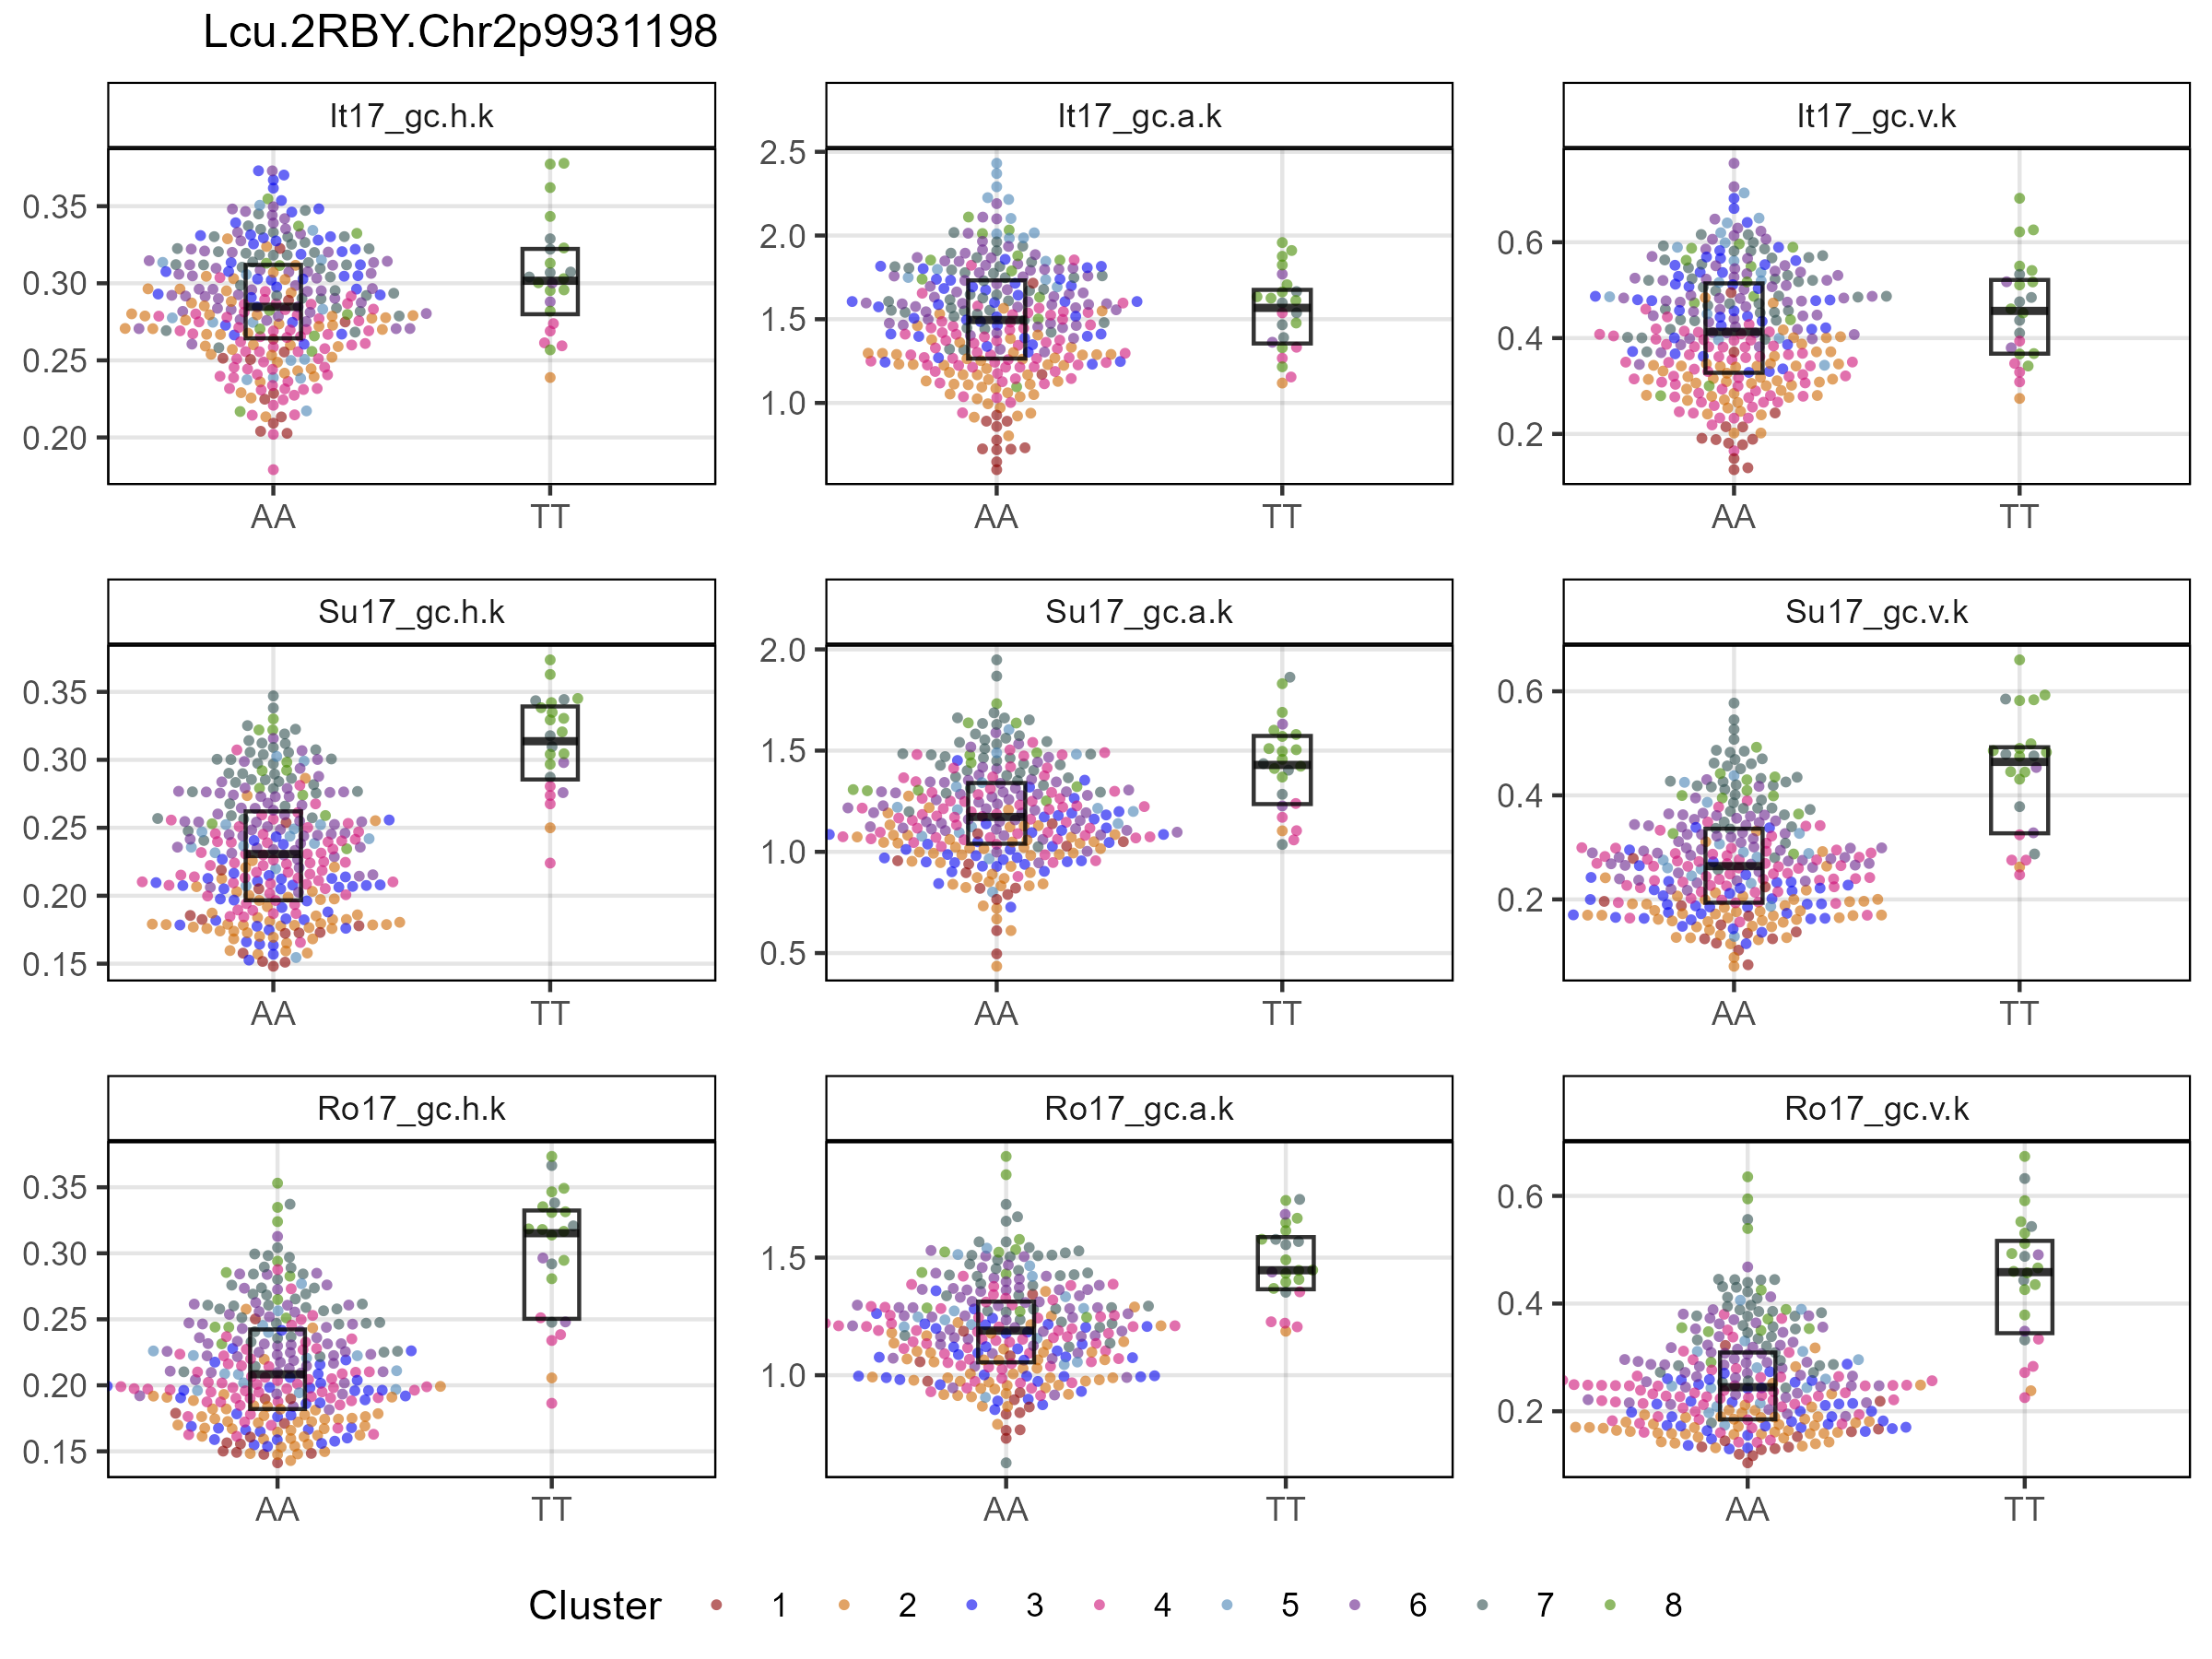 Lcu.2RBY.Chr2p9931198
It17_gc.h.k
It17_gc.a.k
It17_gc.v.k
0.35
0.30
0.25
0.20
AA
TT
2.5
2.0
1.5
1.0
AA
TT
0.6
0.4
0.2
AA
TT
Su17_gc.h.k
Su17_gc.a.k
Su17_gc.v.k
0.35
0.30
0.25
0.20
0.15
AA
TT
2.0
1.5
1.0
0.5
AA
TT
0.6
0.4
0.2
AA
TT
Ro17_gc.h.k
Ro17_gc.a.k
Ro17_gc.v.k
0.35
0.30
0.25
0.20
0.15
AA
TT
1.5
1.0
AA
TT
0.6
0.4
0.2
AA
TT
Cluster 1 2 3 4 5 6 7 8